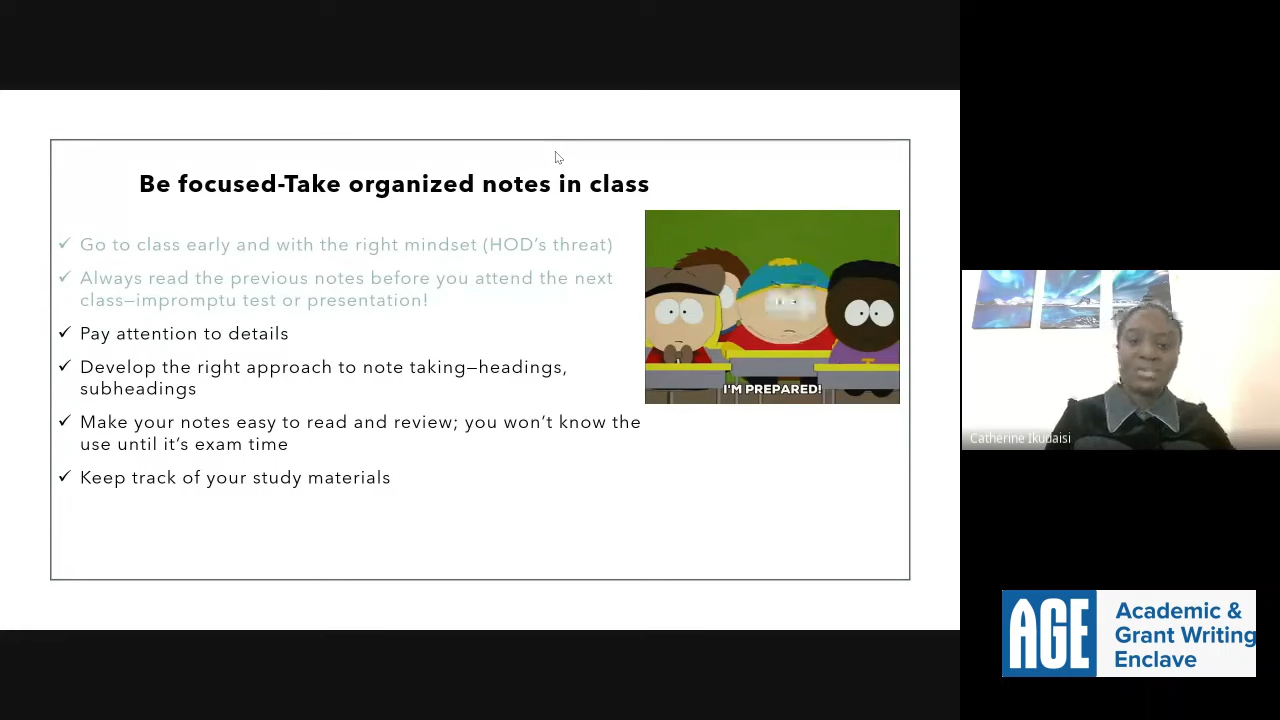 Be focused-Take organized notes in class
✓ Go to class early and with the right mindset (HOD's threat)
✓ Always read the previous notes before you attend the next
class—impromptu test or presentation!
✓ Pay attention to details
✓ Develop the right approach to note taking—headings,
subheadings
✓ Make your notes easy to read and review; you won't know the
use until it's exam time
✓ Keep track of your study materials
I'M PREPARED!
Catherine Ikudaisi
AGE
Academic &
Grant Writing
Enclave